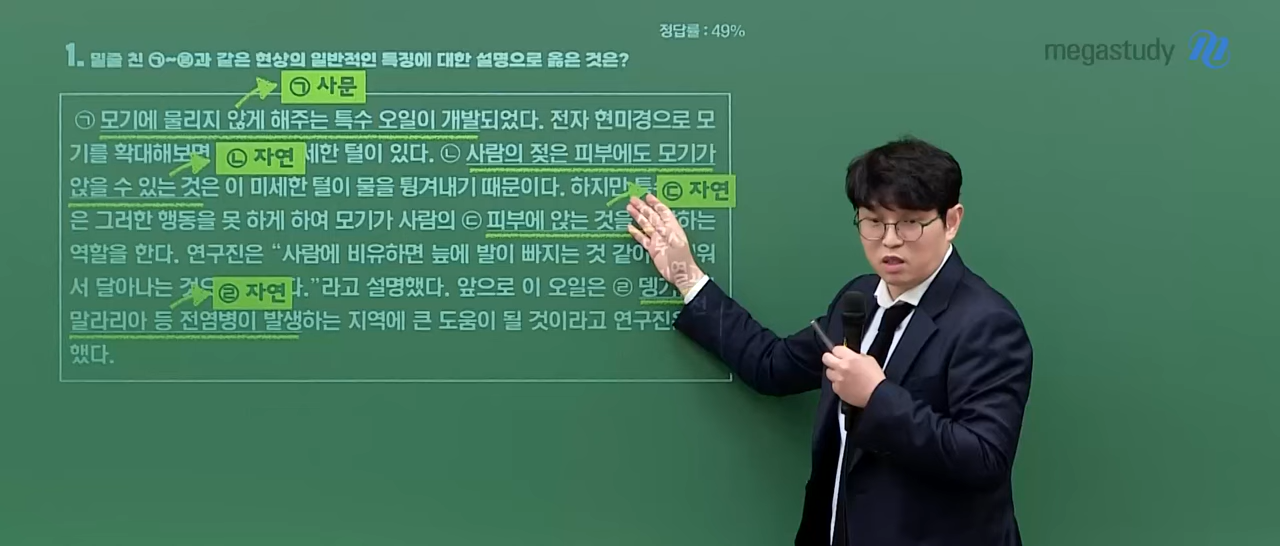 정답률 : 49%
megastudy
1. 밑줄 친 ㉠~㉣과 같은 현상의 일반적인 특징에 대한 설명으로 옳은 것은?
㉠ 사문
㉠ 모기에 물리지 않게 해주는 특수 오일이 개발되었다. 전자 현미경으로 모
기를 확대해보면 ㉡ 자연 세한 털이 있다. ㉡ 사람의 젖은 피부에도 모기가
앉을 수 있는 것은 이 미세한 털이 물을 튕겨내기 때문이다. 하지만 ㉢ 자연
은 그러한 행동을 못 하게 하여 모기가 사람의 ㉢ 피부에 앉는 것을 하는
역할을 한다. 연구진은 “사람에 비유하면 늪에 발이 빠지는 것 같이 워
서 달아나는 ㉣ 자연 다.”라고 설명했다. 앞으로 이 오일은 ㉣ 뎅기
말라리아 등 전염병이 발생하는 지역에 큰 도움이 될 것이라고 연구진은
했다.